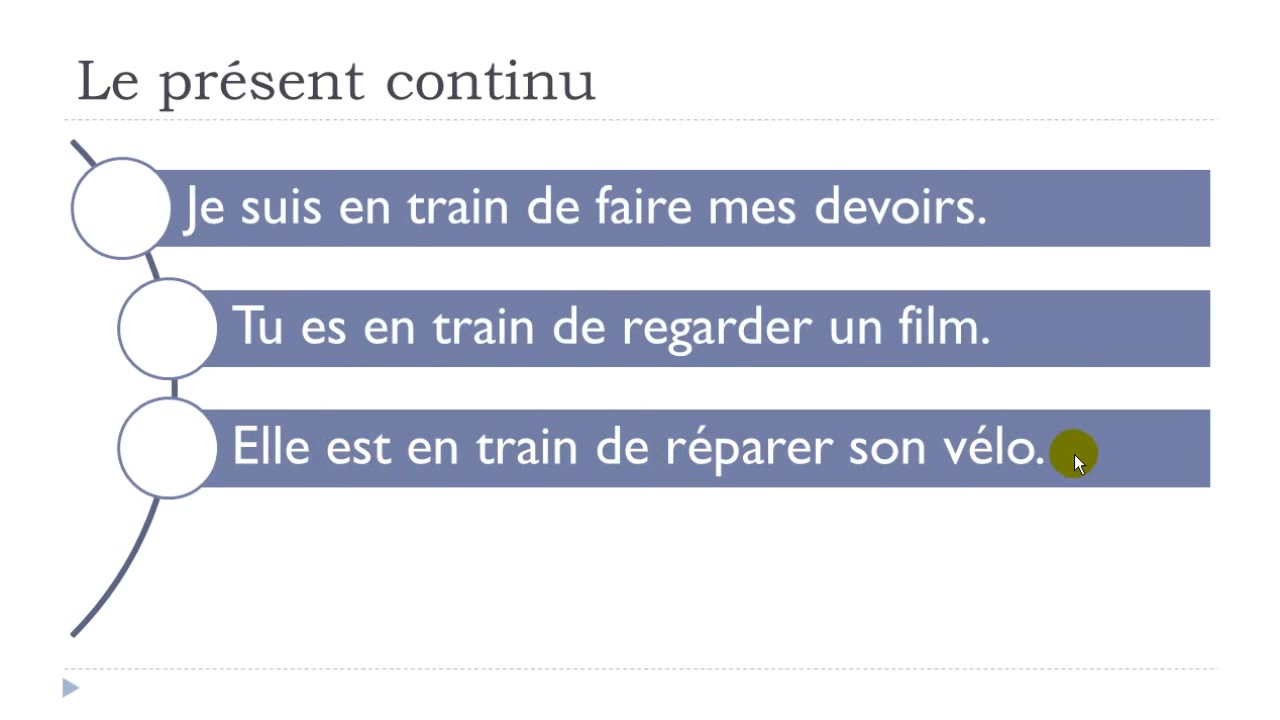 Le présent continu
Je suis en train de faire mes devoirs.
Tu es en train de regarder un film.
Elle est en train de réparer son vélo.